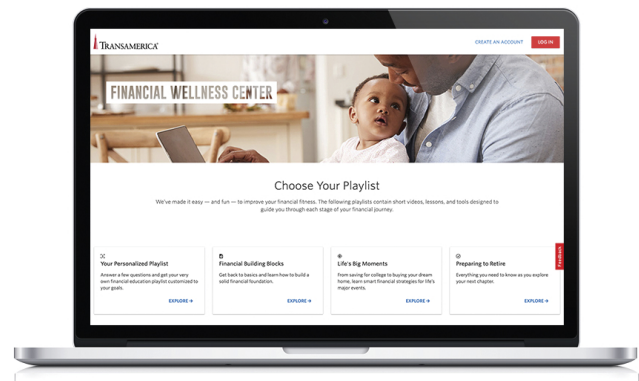 TRANSAMERICA®
CREATE AN ACCOUNT
LOG IN
FINANCIAL WELLNESS CENTER
Choose Your Playlist
We've made it easy — and fun — to improve your financial fitness. The following playlists contain short videos, lessons, and tools designed to
guide you through each stage of your financial journey.
Feedback
Your Personalized Playlist
Answer a few questions and get your very
own financial education playlist customized to
your goals.
EXPLORE →
Financial Building Blocks
Get back to basics and learn how to build a
solid financial foundation.
EXPLORE →
Life's Big Moments
From saving for college to buying your dream
home, learn smart financial strategies for life's
major events.
EXPLORE →
Preparing to Retire
Everything you need to know as you explore
your next chapter.
EXPLORE →